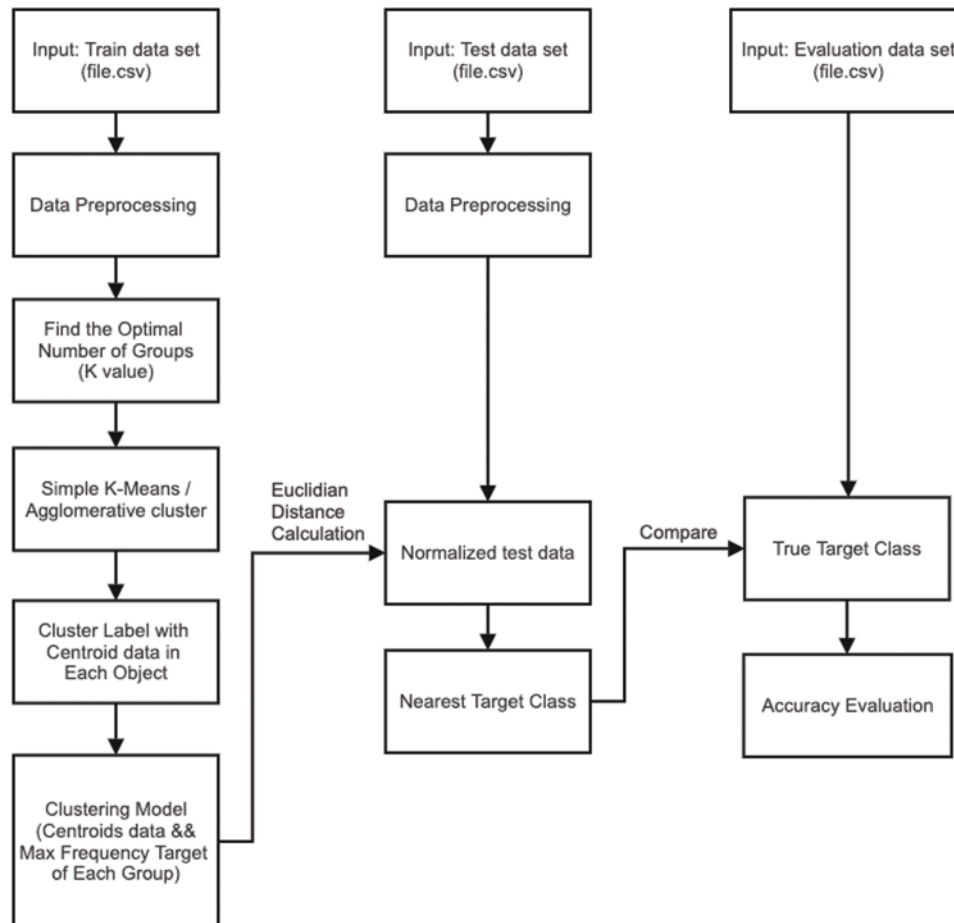 Input: Train data set
(file.csv)
Data Preprocessing
Find the Optimal
Number of Groups
(K value)
Simple K-Means /
Agglomerative cluster
Cluster Label with
Centroid data in
Each Object
Clustering Model
(Centroids data &&
Max Frequency Target
of Each Group)
Euclidian
Distance
Calculation
Input: Test data set
(file.csv)
Data Preprocessing
Normalized test data
Nearest Target Class
Compare
Input: Evaluation data set
(file.csv)
True Target Class
Accuracy Evaluation